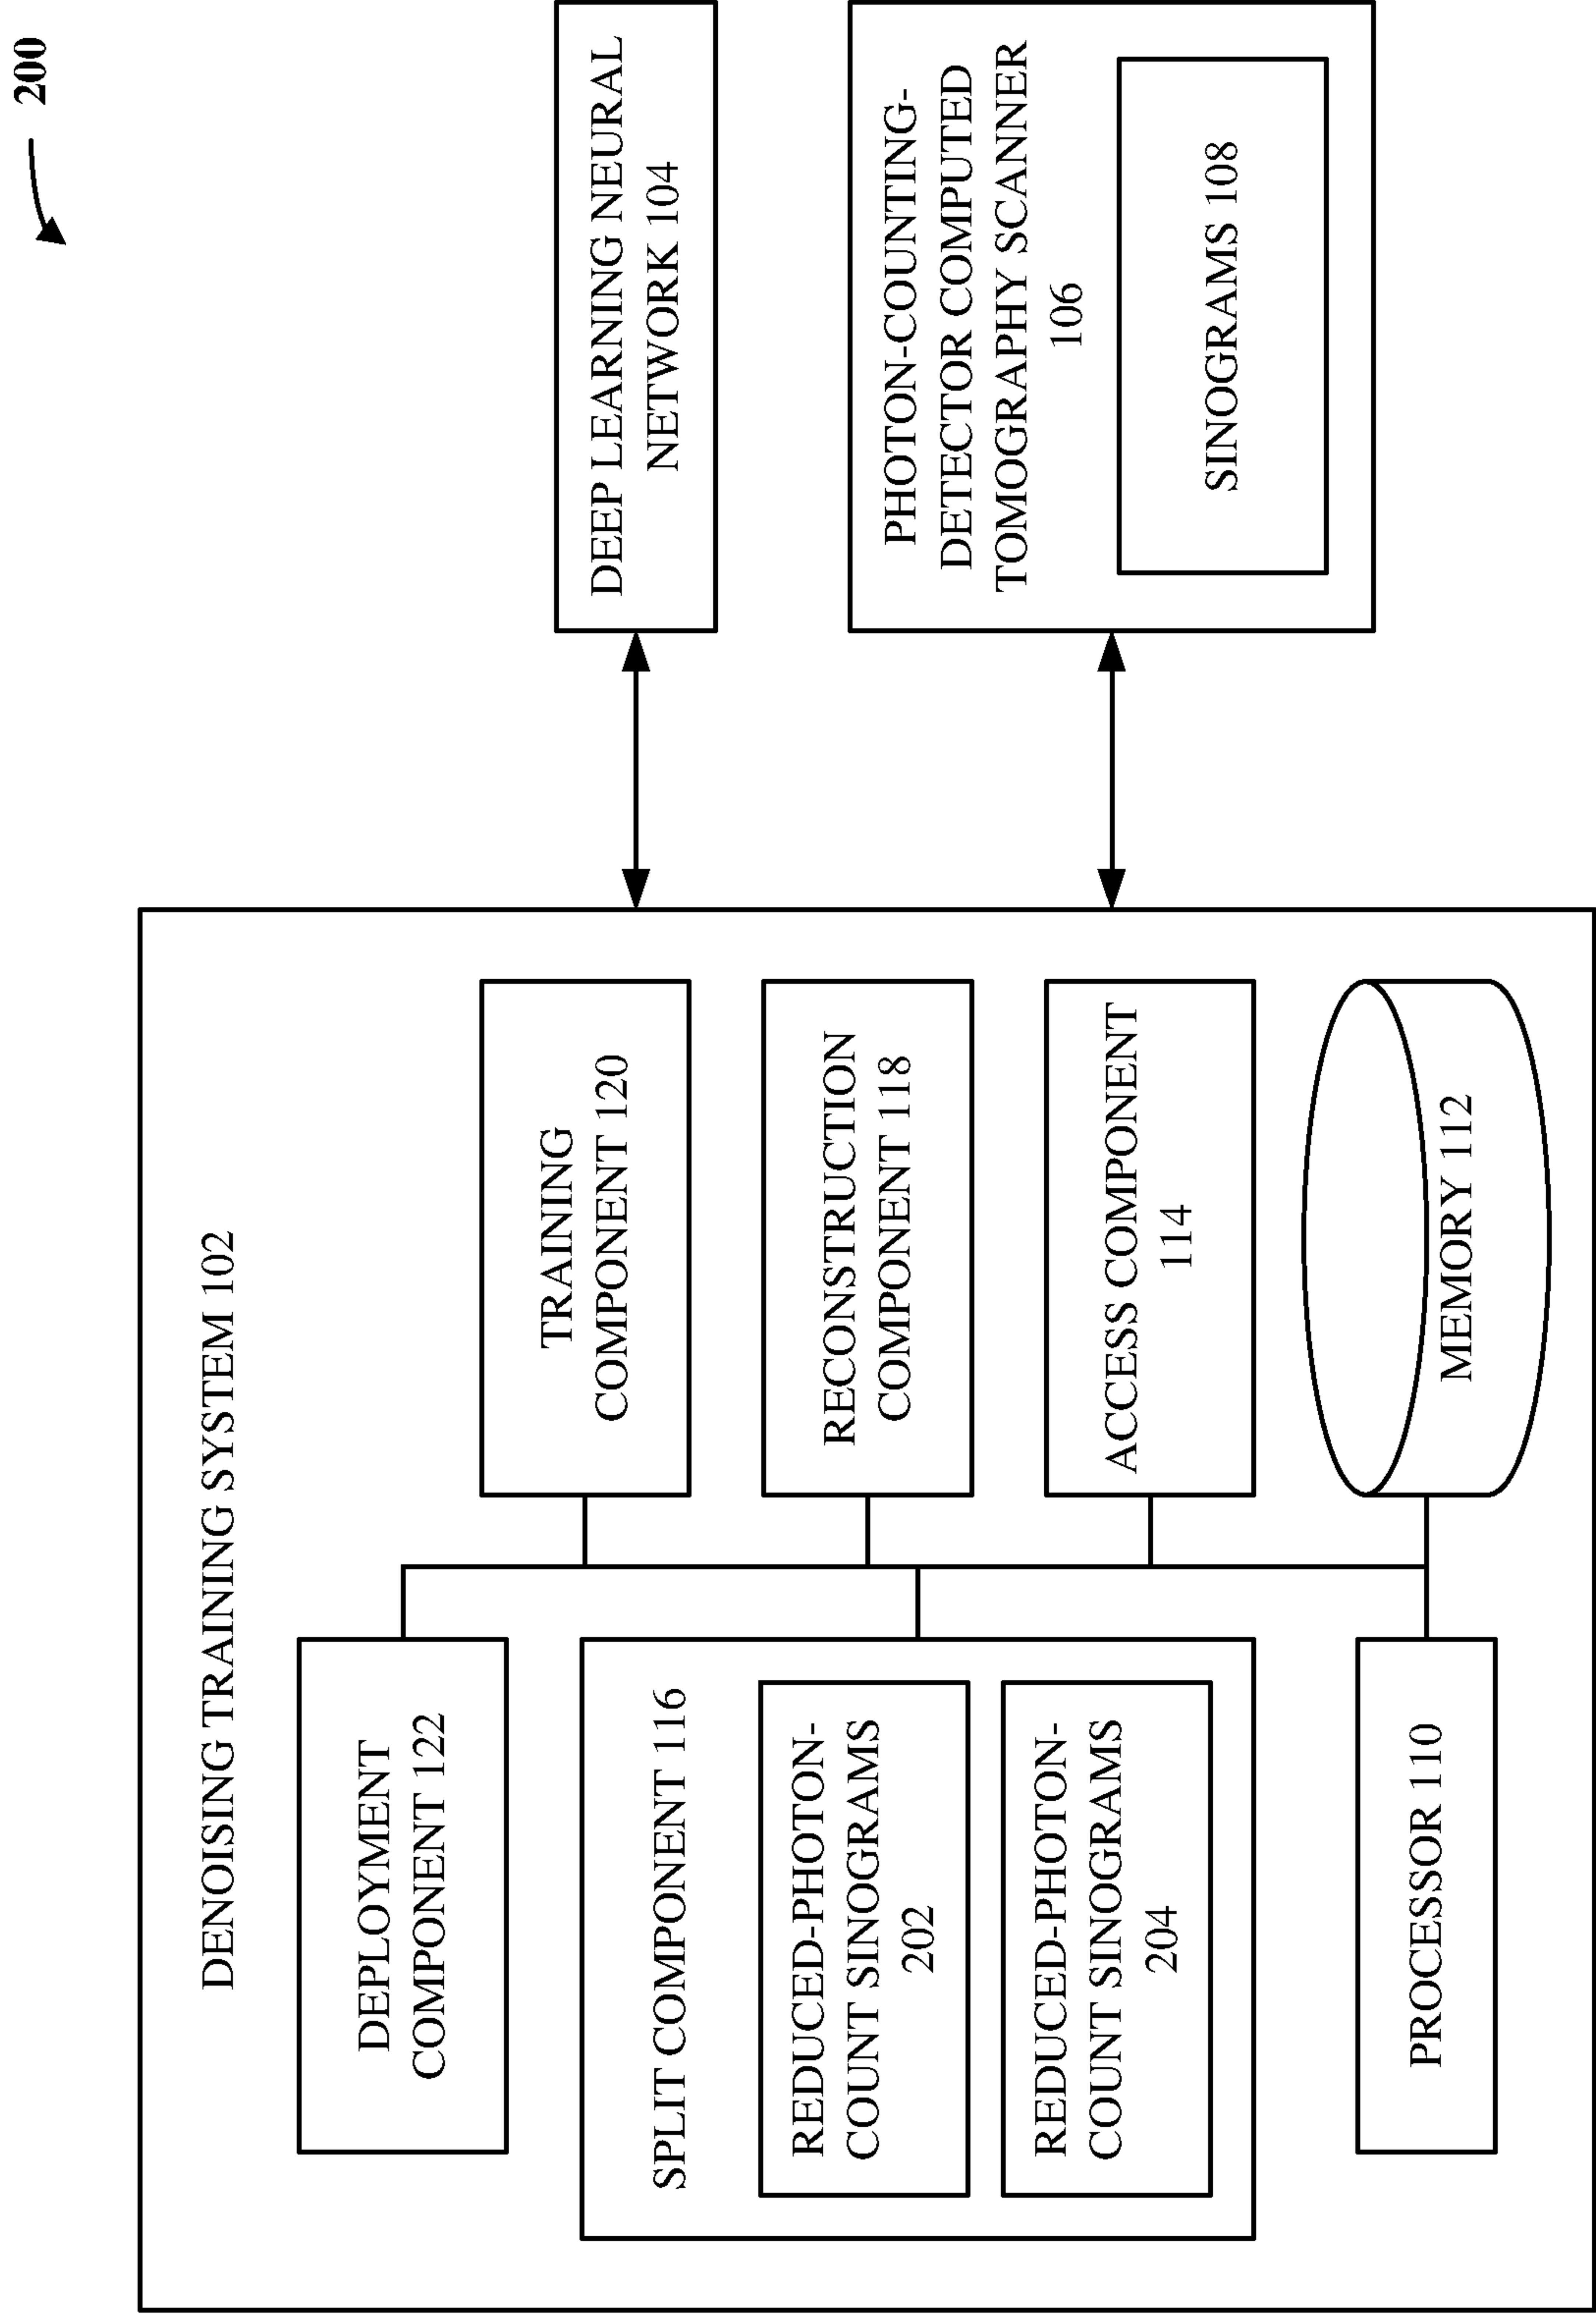 200
DENOISING TRAINING SYSTEM 102
DEPLOYMENT
COMPONENT 122
TRAINING
COMPONENT 120
SPLIT COMPONENT 116
REDUCED-PHOTON-
COUNT SINOGRAMS
202
REDUCED-PHOTON-
COUNT SINOGRAMS
204
RECONSTRUCTION
COMPONENT 118
ACCESS COMPONENT
114
PROCESSOR 110
MEMORY 112
DEEP LEARNING NEURAL
NETWORK 104
PHOTON-COUNTING-
DETECTOR COMPUTED
TOMOGRAPHY SCANNER
106
SINOGRAMS 108